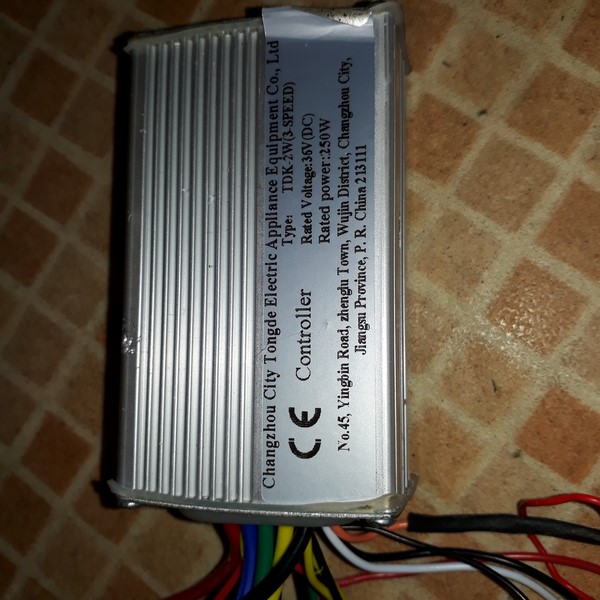 Changzhou City Tongde Electric Appliance Equipment Co., Ltd
Type: TDK-2W(3-SPEED)
CE Controller Rated Voltage:36V(DC)
Rated power:250W
No.45, Yingbin Road, zhenglu Town, Wujin District, Changzhou City,
Jiangsu Province, P. R. China 213111